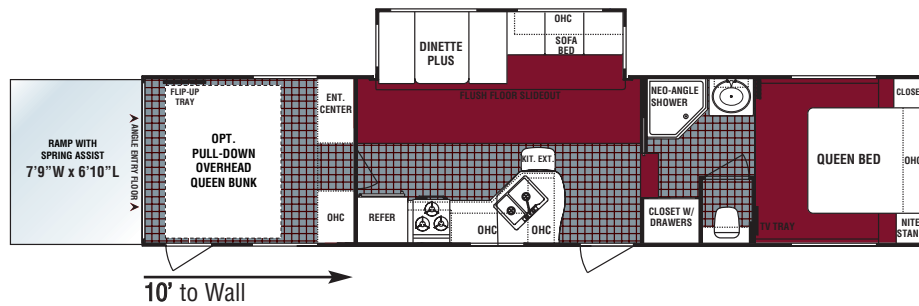 OHC
DINETTE
PLUS
SOFA
BED
FLUSH FLOOR SLIDEOUT
FLIP-UP
TRAY
ENT.
CENTER
NEO-ANGLE
SHOWER
CLOSE
RAMP WITH
SPRING ASSIST
7'9"W x 6'10"L
ANGLE ENTRY FLOOR
OPT.
PULL-DOWN
OVERHEAD
QUEEN BUNK
KIT. EXT.
QUEEN BED
OHC
OHC
REFER
OHC
OHC
CLOSET W/
DRAWERS
TV TRAY
NITE
STAN
10' to Wall